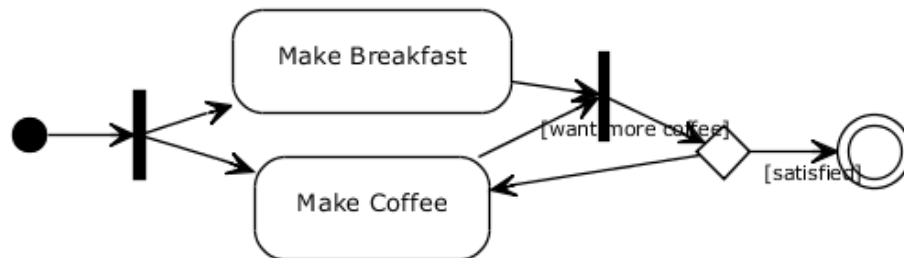 Make Breakfast
[want more coffee]
[satisfied]
Make Coffee